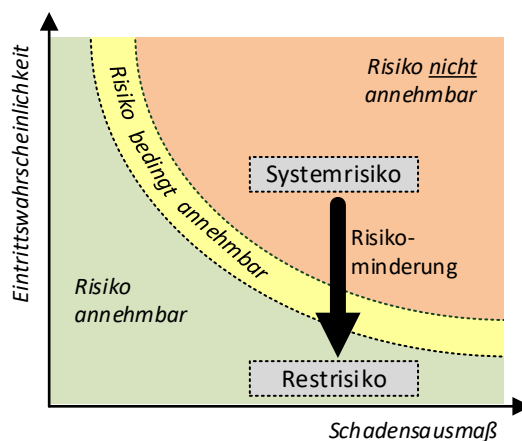 Eintrittswahrscheinlichkeit
Risiko nicht
annehmbar
Risiko bedingt annehmbar
Systemrisiko
Risiko-
minderung
Risiko
annehmbar
Restrisiko
Schadensausmaß